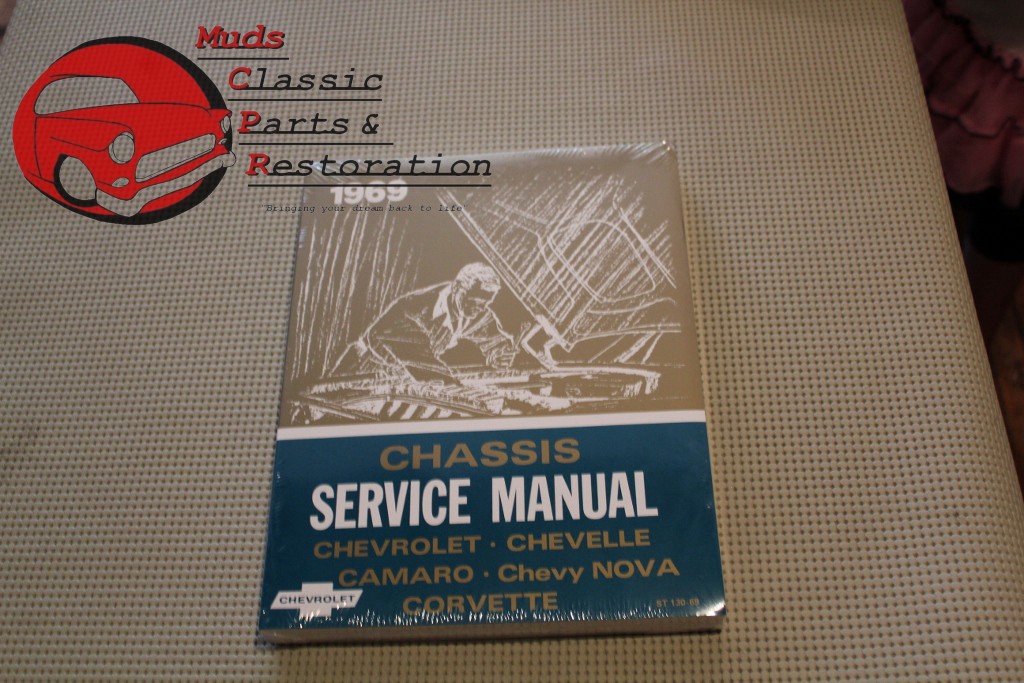 Muds
Classic
Parts &
Restoration
"Bringing your dream back to life"
1969
CHASSIS
SERVICE MANUAL
CHEVROLET · CHEVELLE
CAMARO · Chevy NOVA
CORVETTE
CHEVROLET
ST 130-69